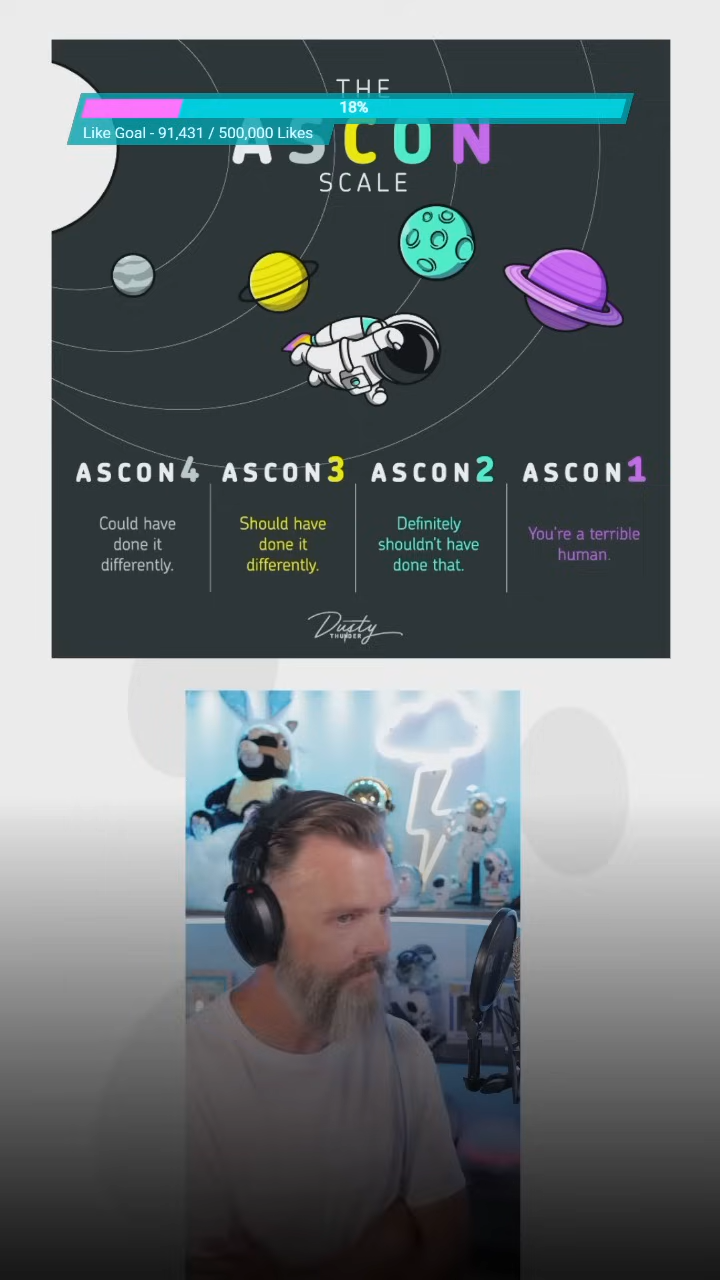 THE
18%
Like Goal - 91,431 / 500,000 Likes
ASCON
SCALE
ASCON4 ASCON3 ASCON2 ASCON1
Could have
done it
differently.
Should have
done it
differently.
Definitely
shouldn't have
done that.
You're a terrible
human.
Dusty
THUNDER